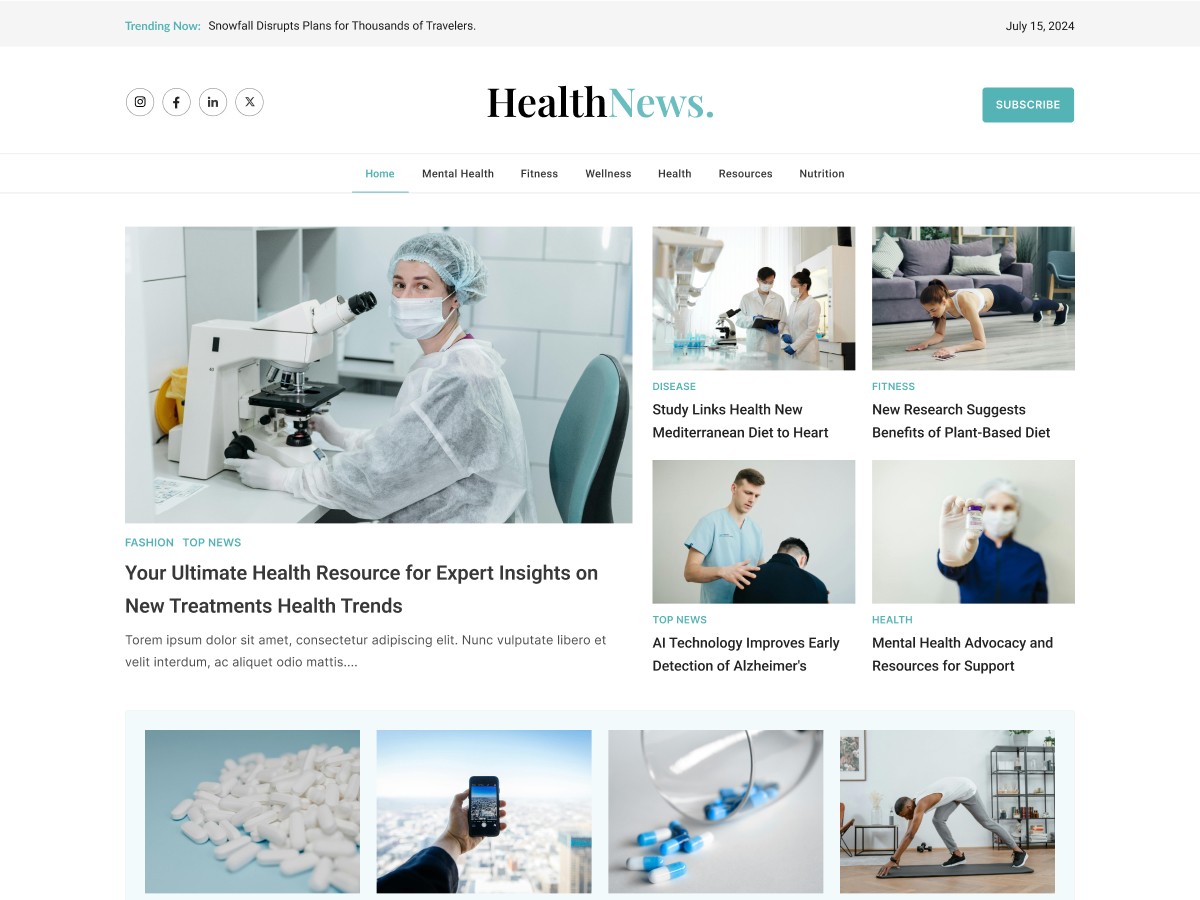 Trending Now: Snowfall Disrupts Plans for Thousands of Travelers.
July 15, 2024
HealthNews.
SUBSCRIBE
Home Mental Health Fitness Wellness Health Resources Nutrition
FASHION TOP NEWS
Your Ultimate Health Resource for Expert Insights on
New Treatments Health Trends
Torem ipsum dolor sit amet, consectetur adipiscing elit. Nunc vulputate libero et
velit interdum, ac aliquet odio mattis....
DISEASE
Study Links Health New
Mediterranean Diet to Heart
FITNESS
New Research Suggests
Benefits of Plant-Based Diet
TOP NEWS
AI Technology Improves Early
Detection of Alzheimer's
HEALTH
Mental Health Advocacy and
Resources for Support